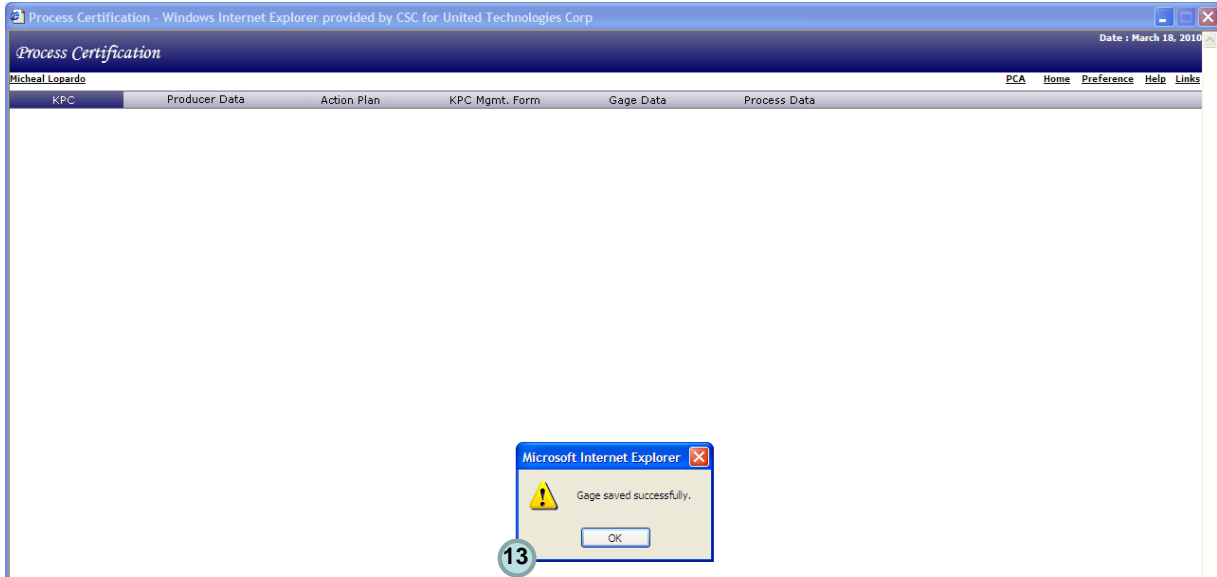 Process Certification - Windows Internet Explorer provided by CSC for United Technologies Corp
Date : March 18, 2010
Process Certification
Micheal Lopardo PCA Home Preference Help Links
KPC Producer Data Action Plan KPC Mgmt. Form Gage Data Process Data
Microsoft Internet Explorer
Gage saved successfully.
OK
13